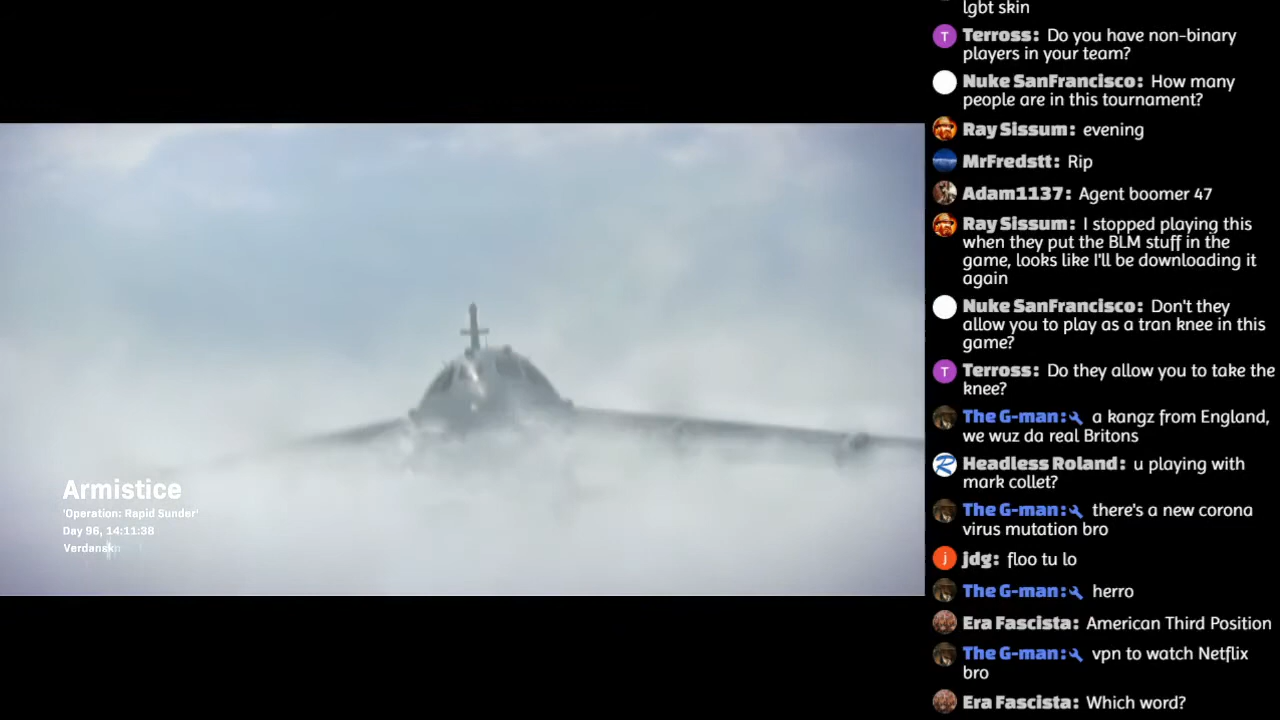 Armistice
'Operation: Rapid Sunder'
Day 96, 14:11:38
Verdansk
lgbt skin
T Terross: Do you have non-binary
players in your team?
Nuke SanFrancisco: How many
people are in this tournament?
Ray Sissum: evening
MrFredstt: Rip
Adam1137: Agent boomer 47
Ray Sissum: I stopped playing this
when they put the BLM stuff in the
game, looks like I'll be downloading it
again
Nuke SanFrancisco: Don't they
allow you to play as a tran knee in this
game?
T Terross: Do they allow you to take the
knee?
The G-man: a kangz from England,
we wuz da real Britons
Headless Roland: u playing with
mark collet?
The G-man: there's a new corona
virus mutation bro
j jdg: floo tu lo
The G-man: herro
Era Fascista: American Third Position
The G-man: vpn to watch Netflix
bro
Era Fascista: Which word?